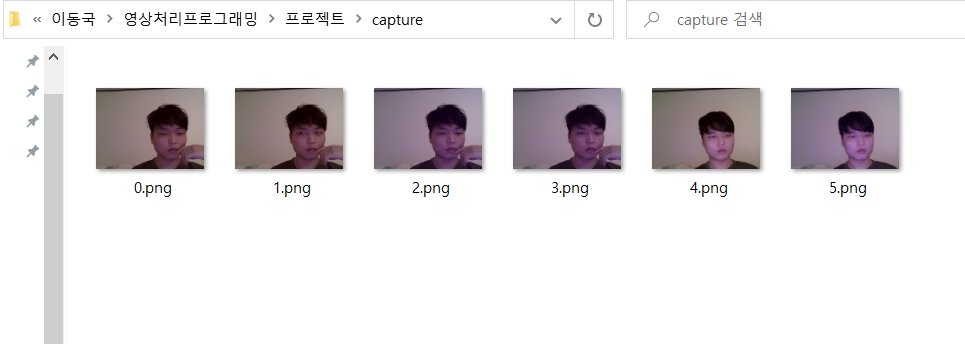 « 이동국 > 영상처리프로그래밍 > 프로젝트 > capture
capture 검색
0.png 1.png 2.png 3.png 4.png 5.png